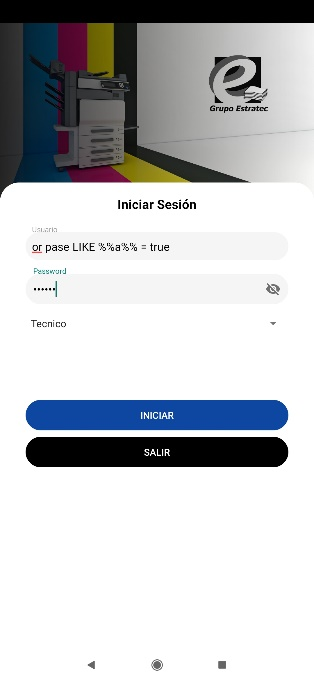 Grupo Estratec
Iniciar Sesión
Usuario
or pase LIKE %%a%% = true
Password
••••••
Tecnico
INICIAR
SALIR